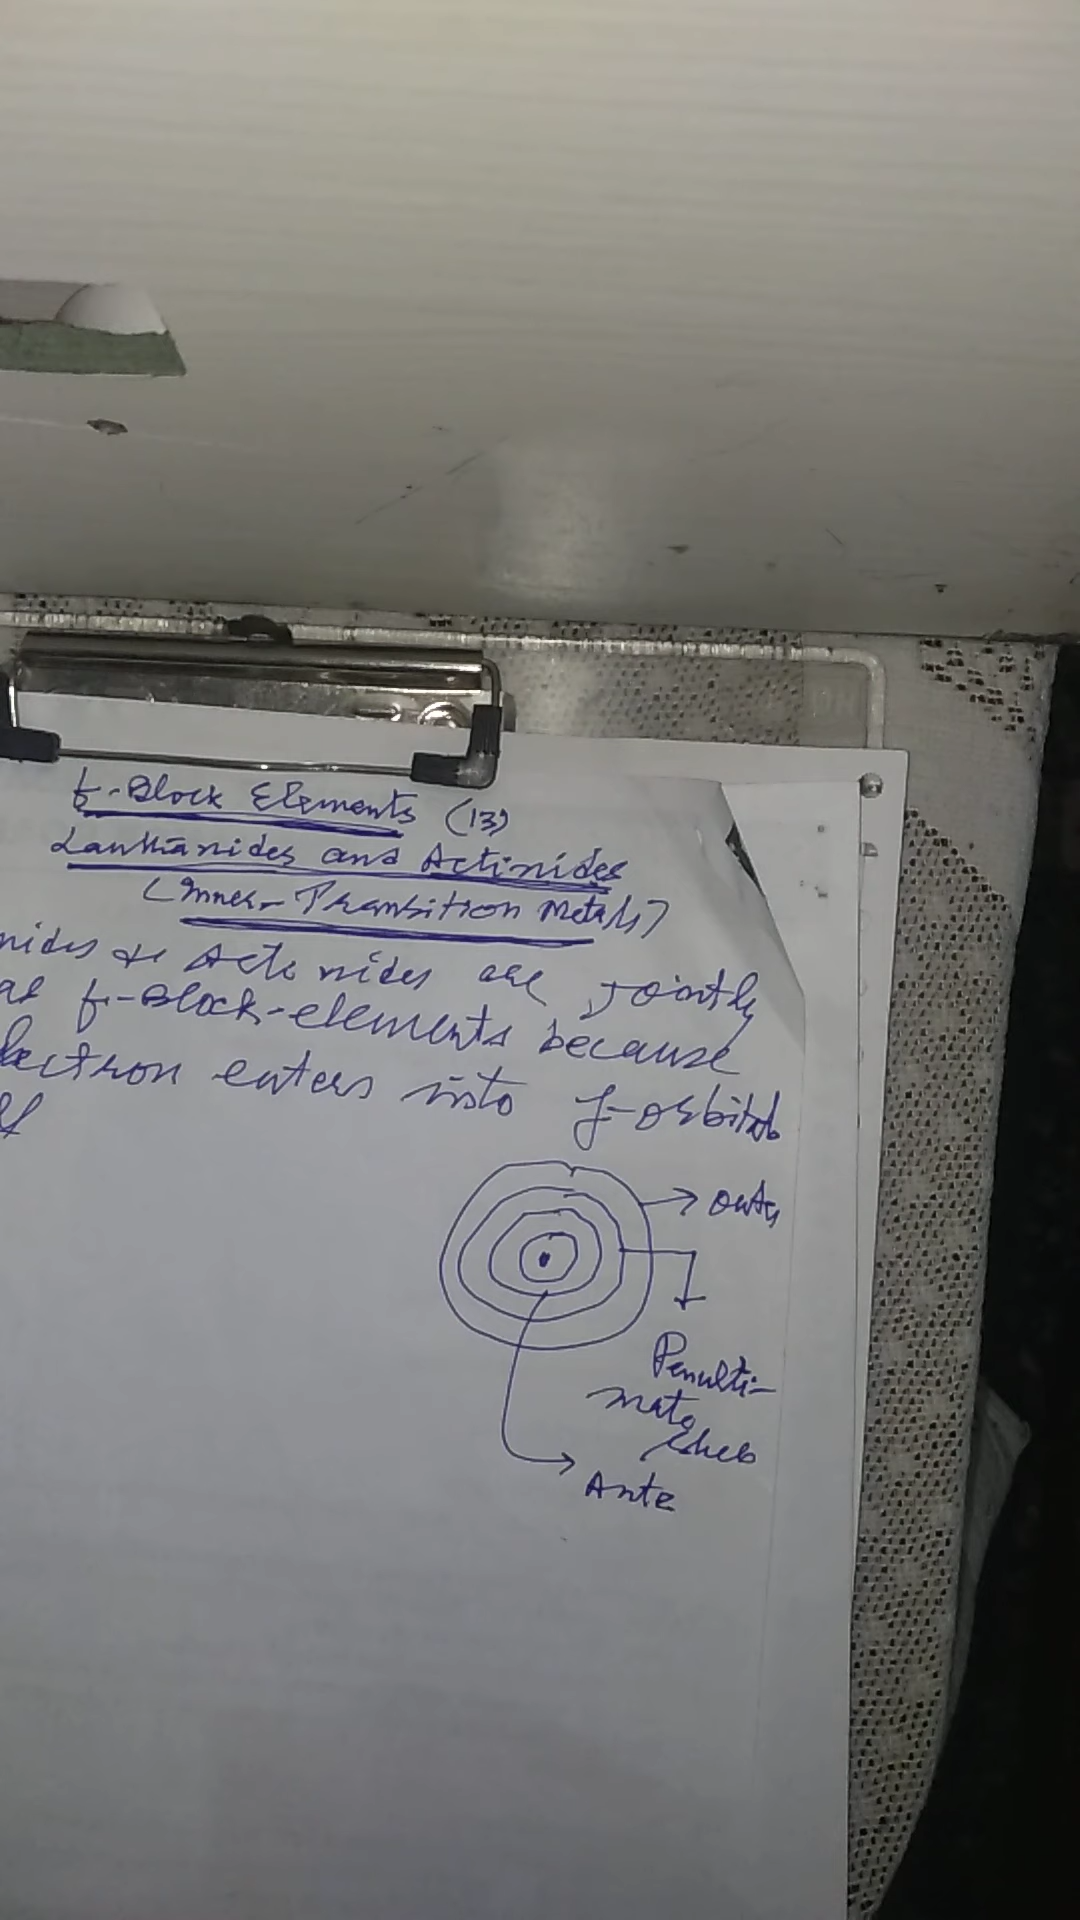 f-Block Elements (13)
Lanthanides and Actinides
(Inner-Transition Metals)
nides & Actinides are jointly
as f-Block-elements because
lectron enters into f-orbitals
of
outer
Penulti-
mate
Shell
Ante